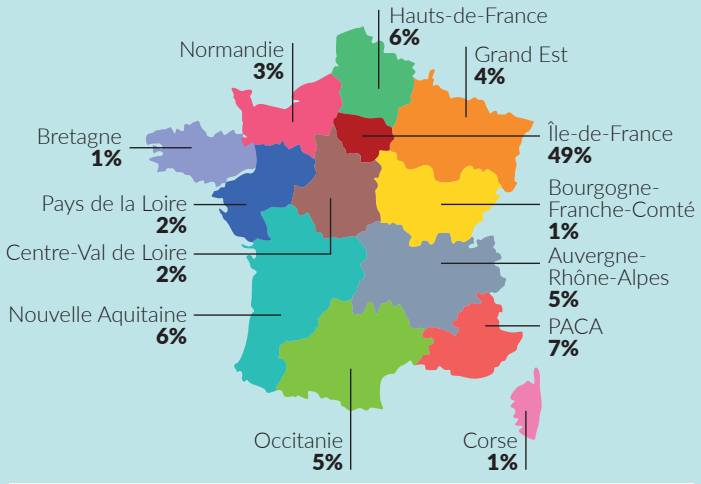 Hauts-de-France
6%
Normandie
3%
Grand Est
4%
Bretagne
1%
Île-de-France
49%
Pays de la Loire
2%
Bourgogne-
Franche-Comté
1%
Centre-Val de Loire
2%
Auvergne-
Rhône-Alpes
5%
Nouvelle Aquitaine
6%
PACA
7%
Occitanie
5%
Corse
1%